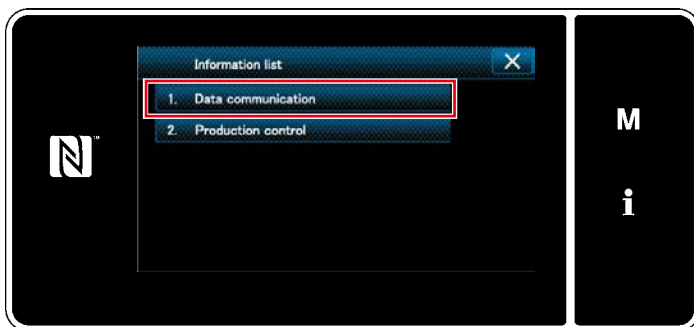 Information list
1. Data communication
2. Production control
M
i
N